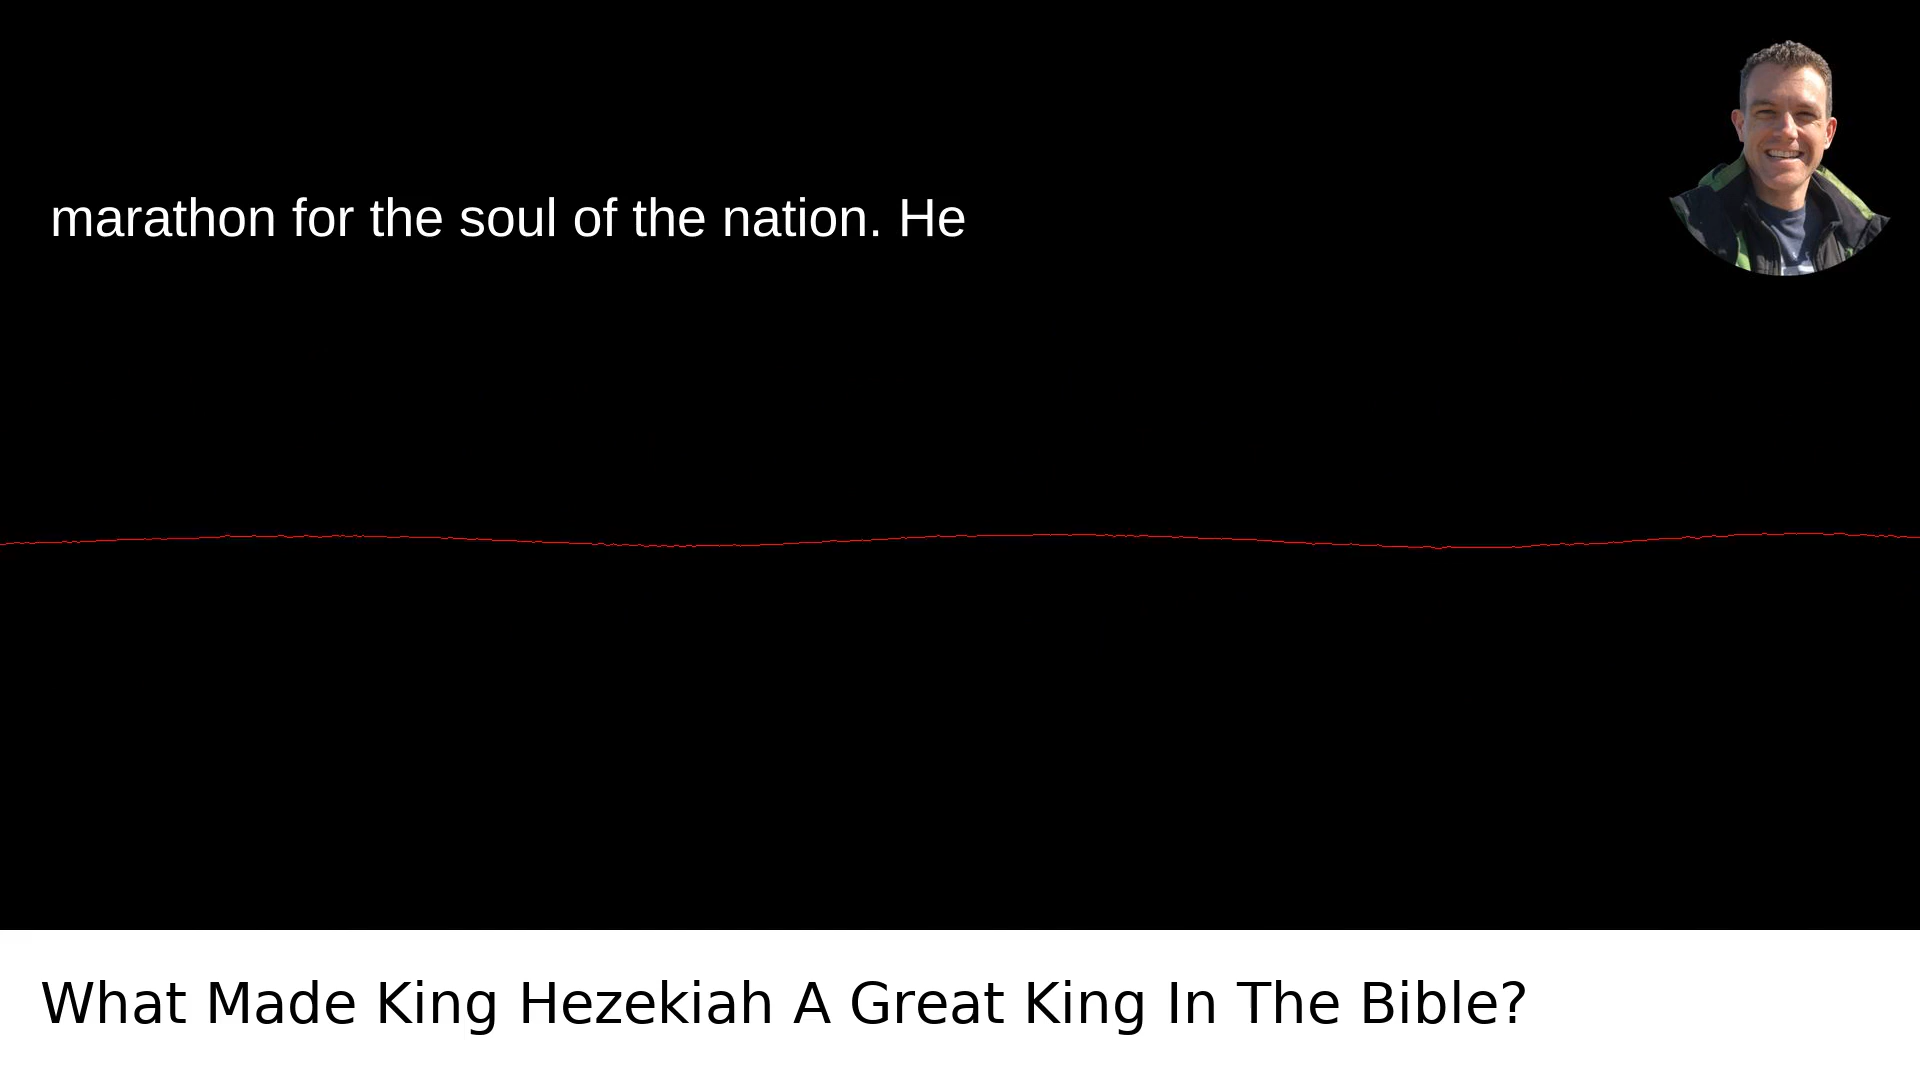 marathon for the soul of the nation. He
What Made King Hezekiah A Great King In The Bible?